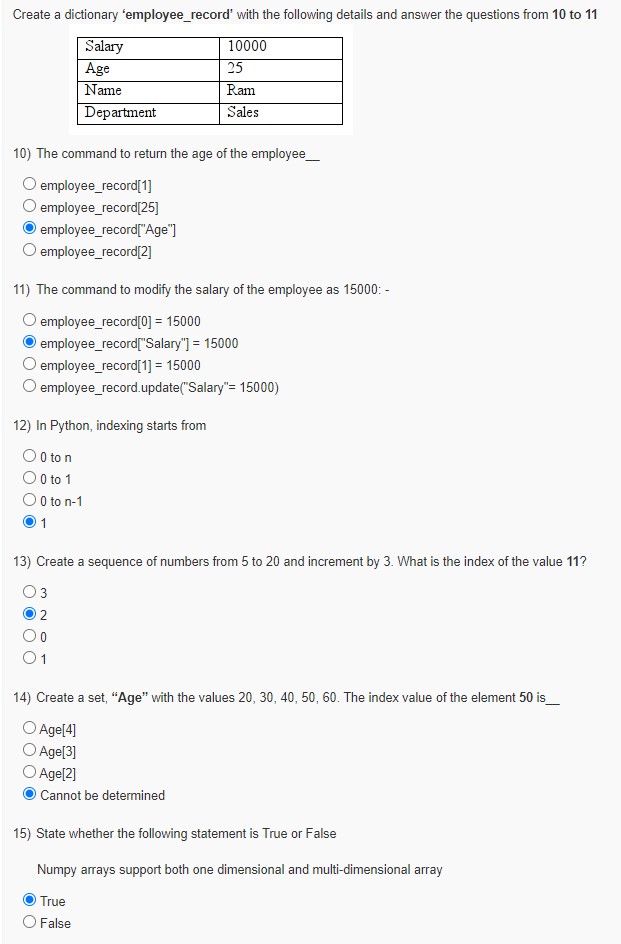 Create a dictionary ‘employee_record’ with the following details and answer the questions from 10 to 11
Salary 10000
Age 25
Name Ram
Department Sales
10) The command to return the age of the employee__
employee_record[1]
employee_record[25]
employee_record["Age"]
employee_record[2]
11) The command to modify the salary of the employee as 15000: -
employee_record[0] = 15000
employee_record["Salary"] = 15000
employee_record[1] = 15000
employee_record.update("Salary"= 15000)
12) In Python, indexing starts from
0 to n
0 to 1
0 to n-1
1
13) Create a sequence of numbers from 5 to 20 and increment by 3. What is the index of the value 11?
3
2
0
1
14) Create a set, “Age” with the values 20, 30, 40, 50, 60. The index value of the element 50 is__
Age[4]
Age[3]
Age[2]
Cannot be determined
15) State whether the following statement is True or False
Numpy arrays support both one dimensional and multi-dimensional array
True
False